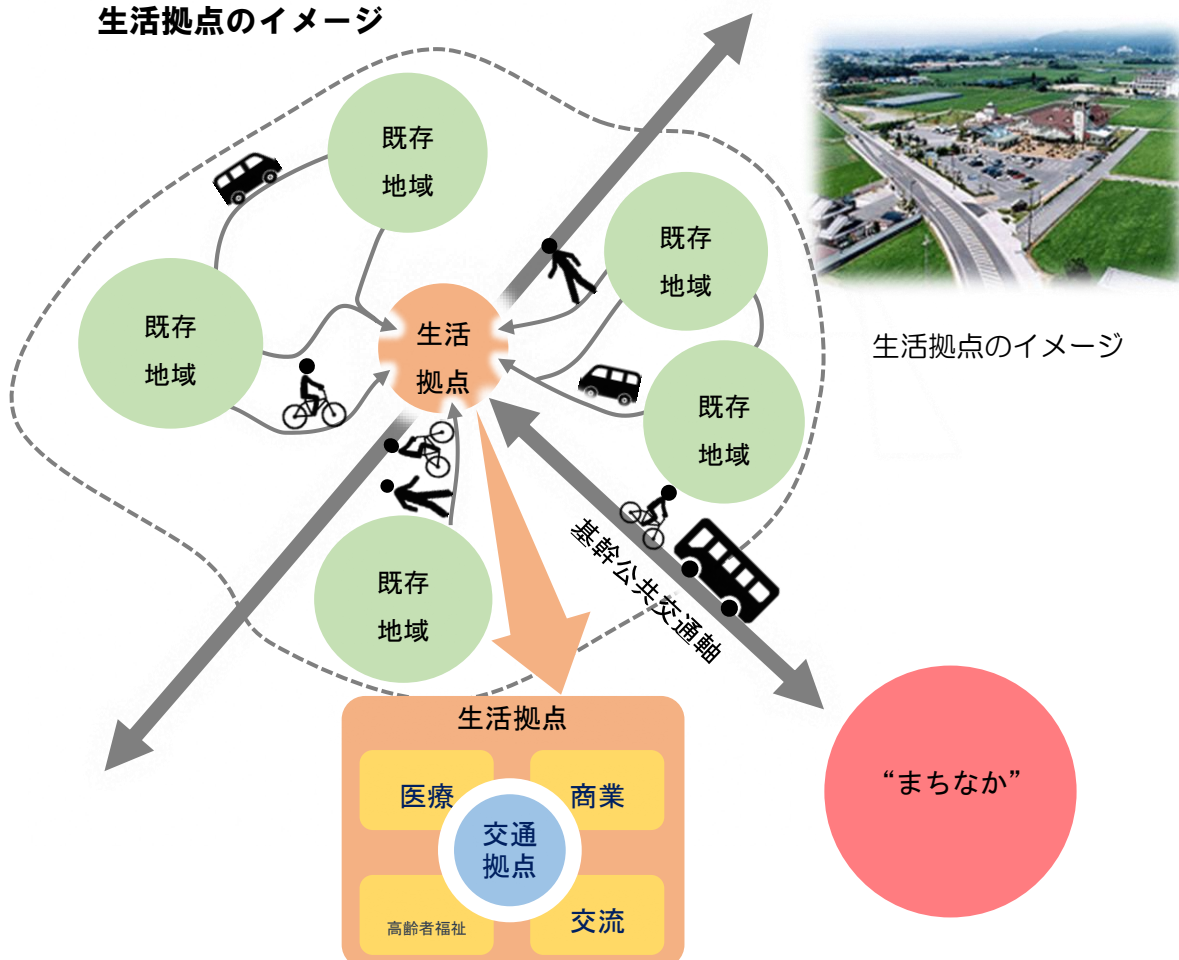 生活拠点のイメージ
既存
地域
既存
地域
既存
地域
生活
拠点
生活拠点のイメージ
既存
地域
基幹公共交通軸
既存
地域
生活拠点
医療
商業
交通
拠点
高齢者福祉
交流
“まちなか”